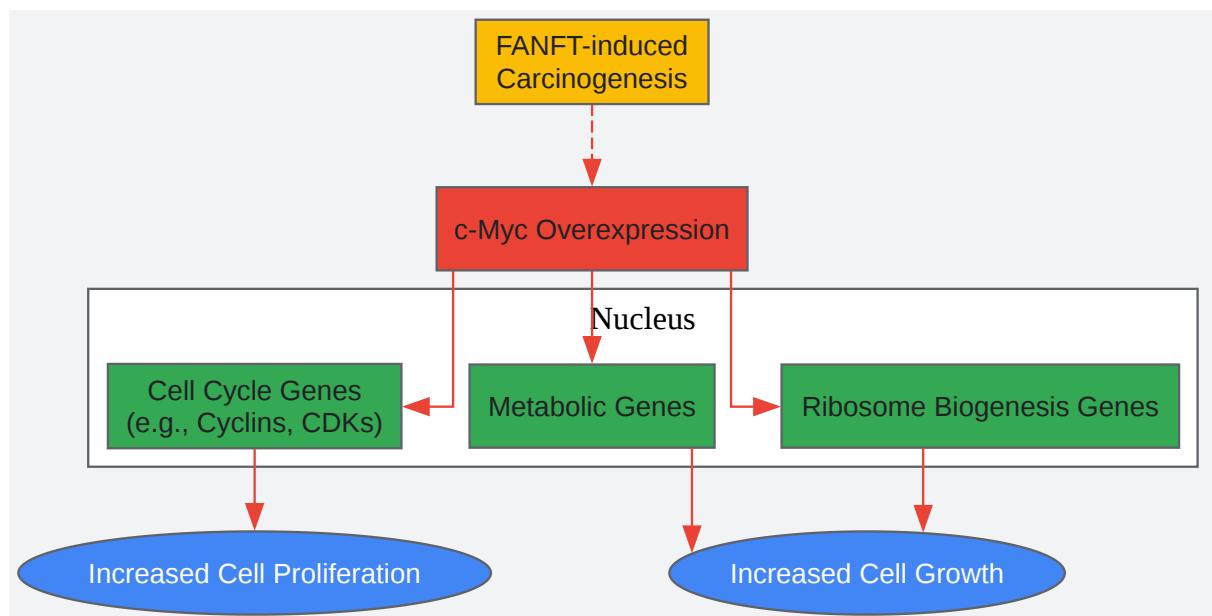 FANFT-induced
Carcinogenesis
c-Myc Overexpression
Nucleus
Cell Cycle Genes
(e.g., Cyclins, CDKs)
Metabolic Genes
Ribosome Biogenesis Genes
Increased Cell Proliferation
Increased Cell Growth